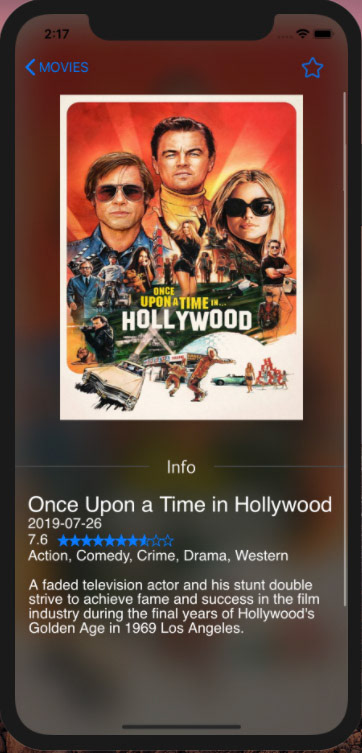 2:17
MOVIES
ONCE
UPON A TIME IN...
HOLLYWOOD
Info
Once Upon a Time in Hollywood
2019-07-26
7.6
Action, Comedy, Crime, Drama, Western
A faded television actor and his stunt double
strive to achieve fame and success in the film
industry during the final years of Hollywood's
Golden Age in 1969 Los Angeles.